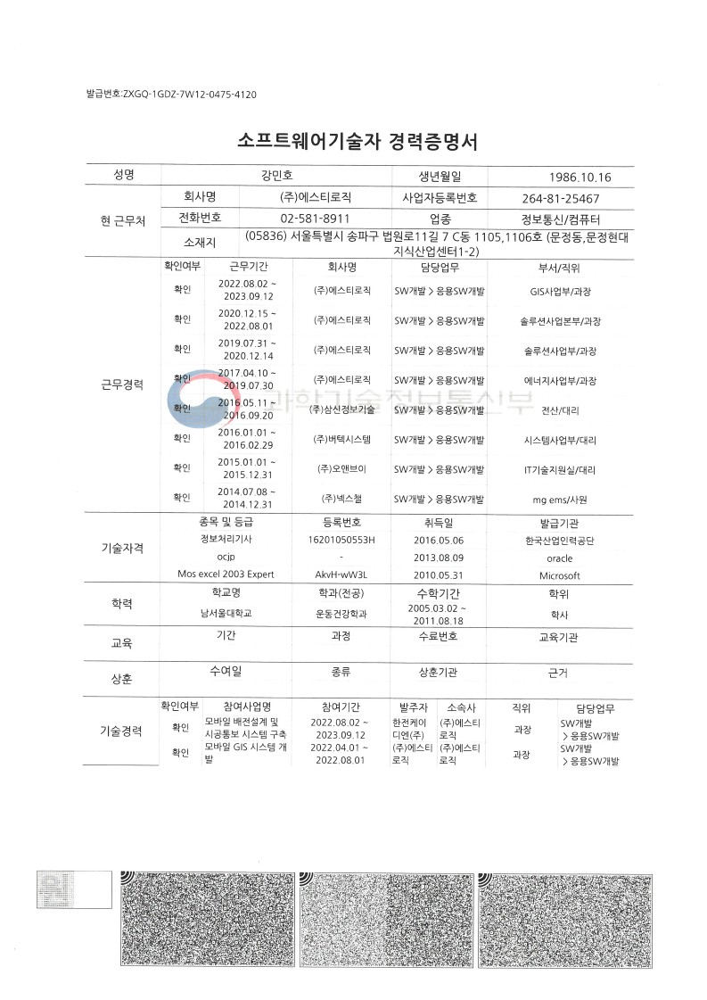 발급번호:ZXGQ-1GDZ-7W12-0475-4120
소프트웨어기술자 경력증명서
성명 강민호 생년월일 1986.10.16
현 근무처 회사명 (주)에스티로직 사업자등록번호 264-81-25467
전화번호 02-581-8911 업종 정보통신/컴퓨터
소재지 (05836) 서울특별시 송파구 법원로11길 7 C동 1105,1106호 (문정동,문정현대
지식산업센터1-2)
근무경력 확인여부 근무기간 회사명 담당업무 부서/직위
확인 2022.08.02 ~ 2023.09.12 (주)에스티로직 SW개발 > 응용SW개발 GIS사업부/과장
확인 2020.12.15 ~ 2022.08.01 (주)에스티로직 SW개발 > 응용SW개발 솔루션사업본부/과장
확인 2019.07.31 ~ 2020.12.14 (주)에스티로직 SW개발 > 응용SW개발 솔루션사업부/과장
확인 2017.04.10 ~ 2019.07.30 (주)에스티로직 SW개발 > 응용SW개발 에너지사업부/과장
과학기술정보통신부
확인 2016.05.11 ~ 2016.09.20 (주)삼신정보기술 SW개발 > 응용SW개발 전산/대리
확인 2016.01.01 ~ 2016.02.29 (주)버텍시스템 SW개발 > 응용SW개발 시스템사업부/대리
확인 2015.01.01 ~ 2015.12.31 (주)오앤브이 SW개발 > 응용SW개발 IT기술지원실/대리
확인 2014.07.08 ~ 2014.12.31 (주)넥스챌 SW개발 > 응용SW개발 mg ems/사원
기술자격 종목 및 등급 등록번호 취득일 발급기관
정보처리기사 16201050553H 2016.05.06 한국산업인력공단
ocjp - 2013.08.09 oracle
Mos excel 2003 Expert AkvH-wW3L 2010.05.31 Microsoft
학력 학교명 학과(전공) 수학기간 학위
남서울대학교 운동건강학과 2005.03.02 ~ 2011.08.18 학사
교육 기간 과정 수료번호 교육기관
상훈 수여일 종류 상훈기관 근거
기술경력 확인여부 참여사업명 참여기간 발주자 소속사 직위 담당업무
확인 모바일 배전설계 및 시공통보 시스템 구축 2022.08.02 ~ 2023.09.12 한전케이디엔(주) (주)에스티로직 과장 SW개발 > 응용SW개발
확인 모바일 GIS 시스템 개발 2022.04.01 ~ 2022.08.01 (주)에스티로직 (주)에스티로직 과장 SW개발 > 응용SW개발